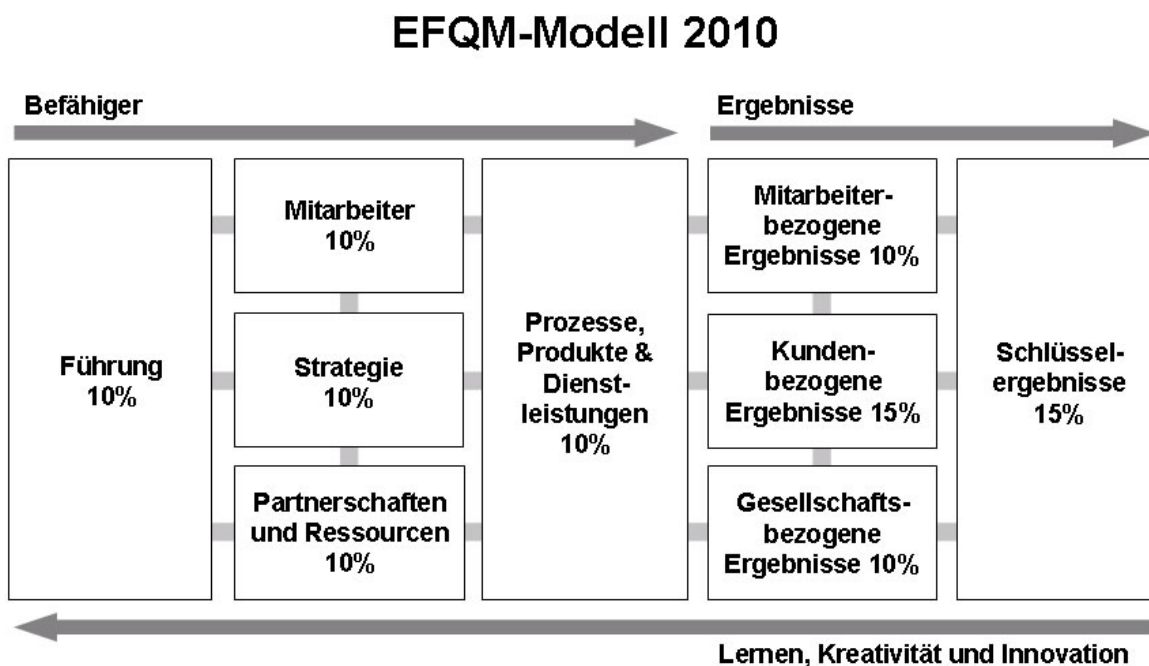 EFQM-Modell 2010
Befähiger
Ergebnisse
Führung
10%
Mitarbeiter
10%
Strategie
10%
Partnerschaften
und Ressourcen
10%
Prozesse,
Produkte &
Dienst-
leistungen
10%
Mitarbeiter-
bezogene
Ergebnisse 10%
Kunden-
bezogene
Ergebnisse 15%
Gesellschafts-
bezogene
Ergebnisse 10%
Schlüssel-
ergebnisse
15%
Lernen, Kreativität und Innovation